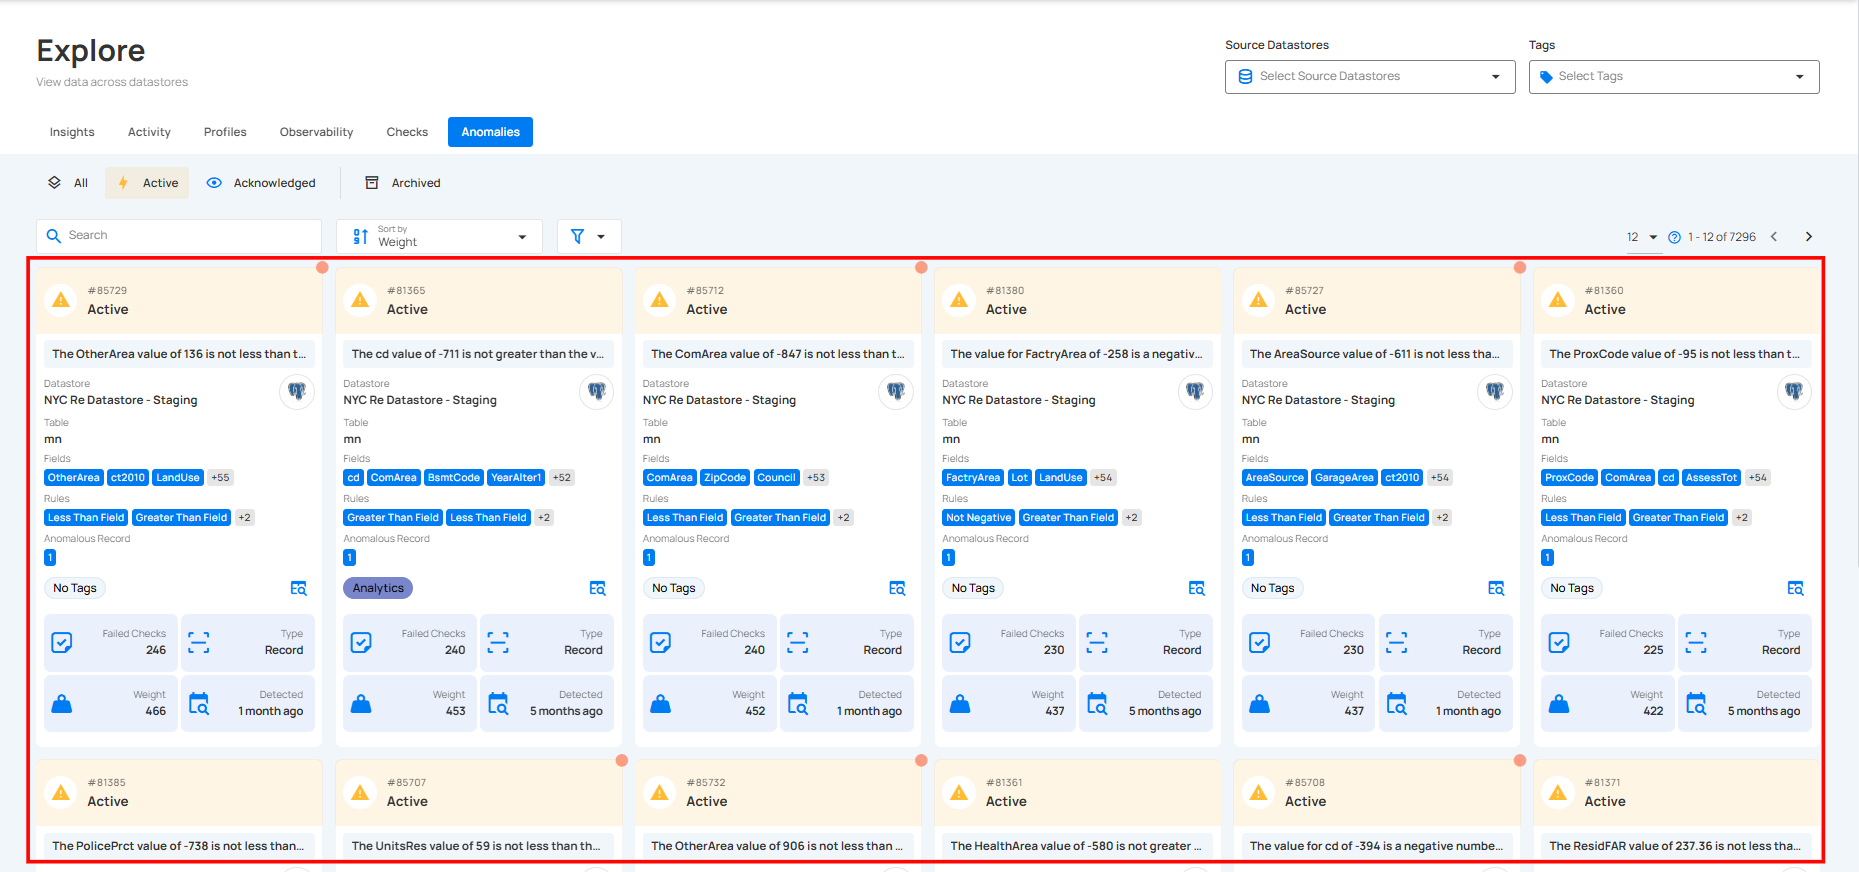 Explore
View data across datastores
Source Datastores
Select Source Datastores
Tags
Select Tags
Insights Activity Profiles Observability Checks Anomalies
All Active Acknowledged Archived
Search
Sort by
Weight
12 1 - 12 of 7296
#85729
Active
The OtherArea value of 136 is not less than t...
Datastore
NYC Re Datastore - Staging
Table
mn
Fields
OtherArea ct2010 LandUse +55
Rules
Less Than Field Greater Than Field +2
Anomalous Record
1
No Tags
Failed Checks
246
Type
Record
Weight
466
Detected
1 month ago
#81365
Active
The cd value of -711 is not greater than the v...
Datastore
NYC Re Datastore - Staging
Table
mn
Fields
cd ComArea BsmtCode YearAlter1 +52
Rules
Greater Than Field Less Than Field +2
Anomalous Record
1
Analytics
Failed Checks
240
Type
Record
Weight
453
Detected
5 months ago
#85712
Active
The ComArea value of -847 is not less than t...
Datastore
NYC Re Datastore - Staging
Table
mn
Fields
ComArea ZipCode Council +53
Rules
Less Than Field Greater Than Field +2
Anomalous Record
1
No Tags
Failed Checks
240
Type
Record
Weight
452
Detected
1 month ago
#81380
Active
The value for FactryArea of -258 is a negativ...
Datastore
NYC Re Datastore - Staging
Table
mn
Fields
FactryArea Lot LandUse +54
Rules
Not Negative Greater Than Field +2
Anomalous Record
1
No Tags
Failed Checks
230
Type
Record
Weight
437
Detected
5 months ago
#85727
Active
The AreaSource value of -611 is not less tha...
Datastore
NYC Re Datastore - Staging
Table
mn
Fields
AreaSource GarageArea ct2010 +54
Rules
Less Than Field Greater Than Field +2
Anomalous Record
1
No Tags
Failed Checks
230
Type
Record
Weight
437
Detected
1 month ago
#81360
Active
The ProxCode value of -95 is not less than t...
Datastore
NYC Re Datastore - Staging
Table
mn
Fields
ProxCode ComArea cd AssessTot +54
Rules
Less Than Field Greater Than Field +2
Anomalous Record
1
No Tags
Failed Checks
225
Type
Record
Weight
422
Detected
5 months ago
#81385
Active
The PolicePrct value of -738 is not less than...
#85707
Active
The UnitsRes value of 59 is not less than th...
#85732
Active
The OtherArea value of 906 is not less than ...
#81361
Active
The HealthArea value of -580 is not greater ...
#85708
Active
The value for cd of -394 is a negative numbe...
#81371
Active
The ResidFAR value of 237.36 is not less tha...